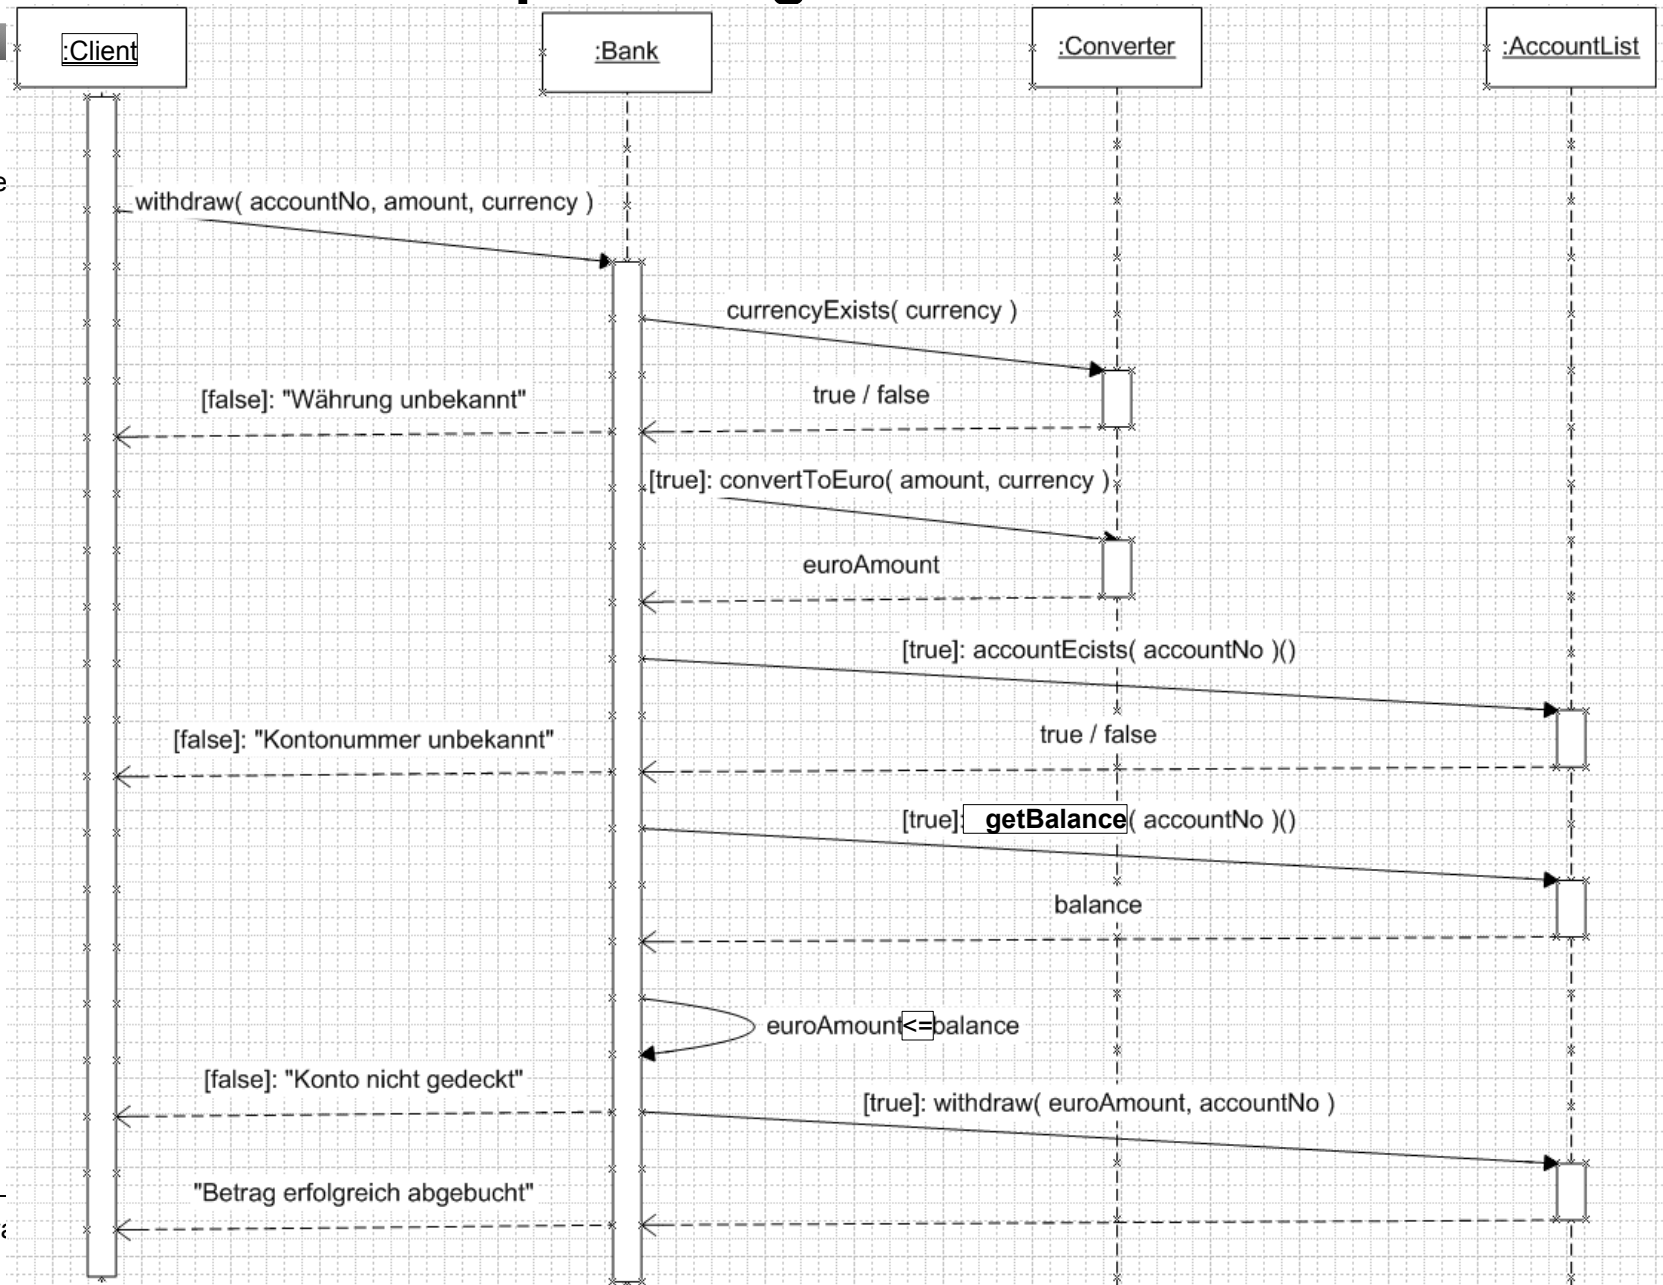 :Client
:Bank
:Converter
:AccountList
withdraw( accountNo, amount, currency )
currencyExists( currency )
[false]: "Währung unbekannt"
true / false
[true]: convertToEuro( amount, currency )
euroAmount
[true]: accountEcists( accountNo )()
[false]: "Kontonummer unbekannt"
true / false
[true]: getBalance( accountNo )()
balance
euroAmount<=balance
[false]: "Konto nicht gedeckt"
[true]: withdraw( euroAmount, accountNo )
"Betrag erfolgreich abgebucht"